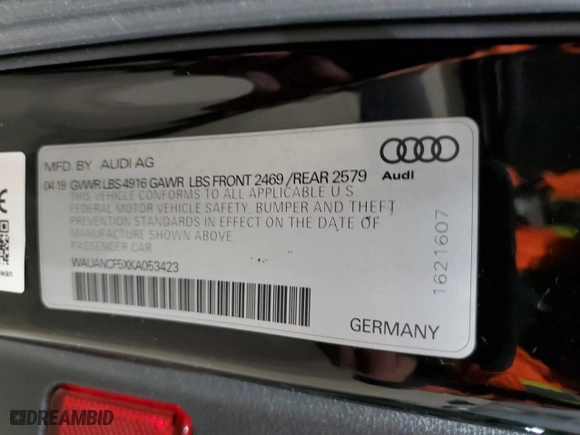 MFD. BY AUDI AG
04 19 GVWR LBS 4916 GAWR LBS FRONT 2469 /REAR 2579
THIS VEHICLE CONFORMS TO ALL APPLICABLE U.S.
FEDERAL MOTOR VEHICLE SAFETY, BUMPER AND THEFT
PREVENTION STANDARDS IN EFFECT ON THE DATE OF
MANUFACTURE SHOWN ABOVE
PASSENGER CAR
WAUANCF5XKA053423
Audi
1621607
GERMANY
wan
DREAMBID